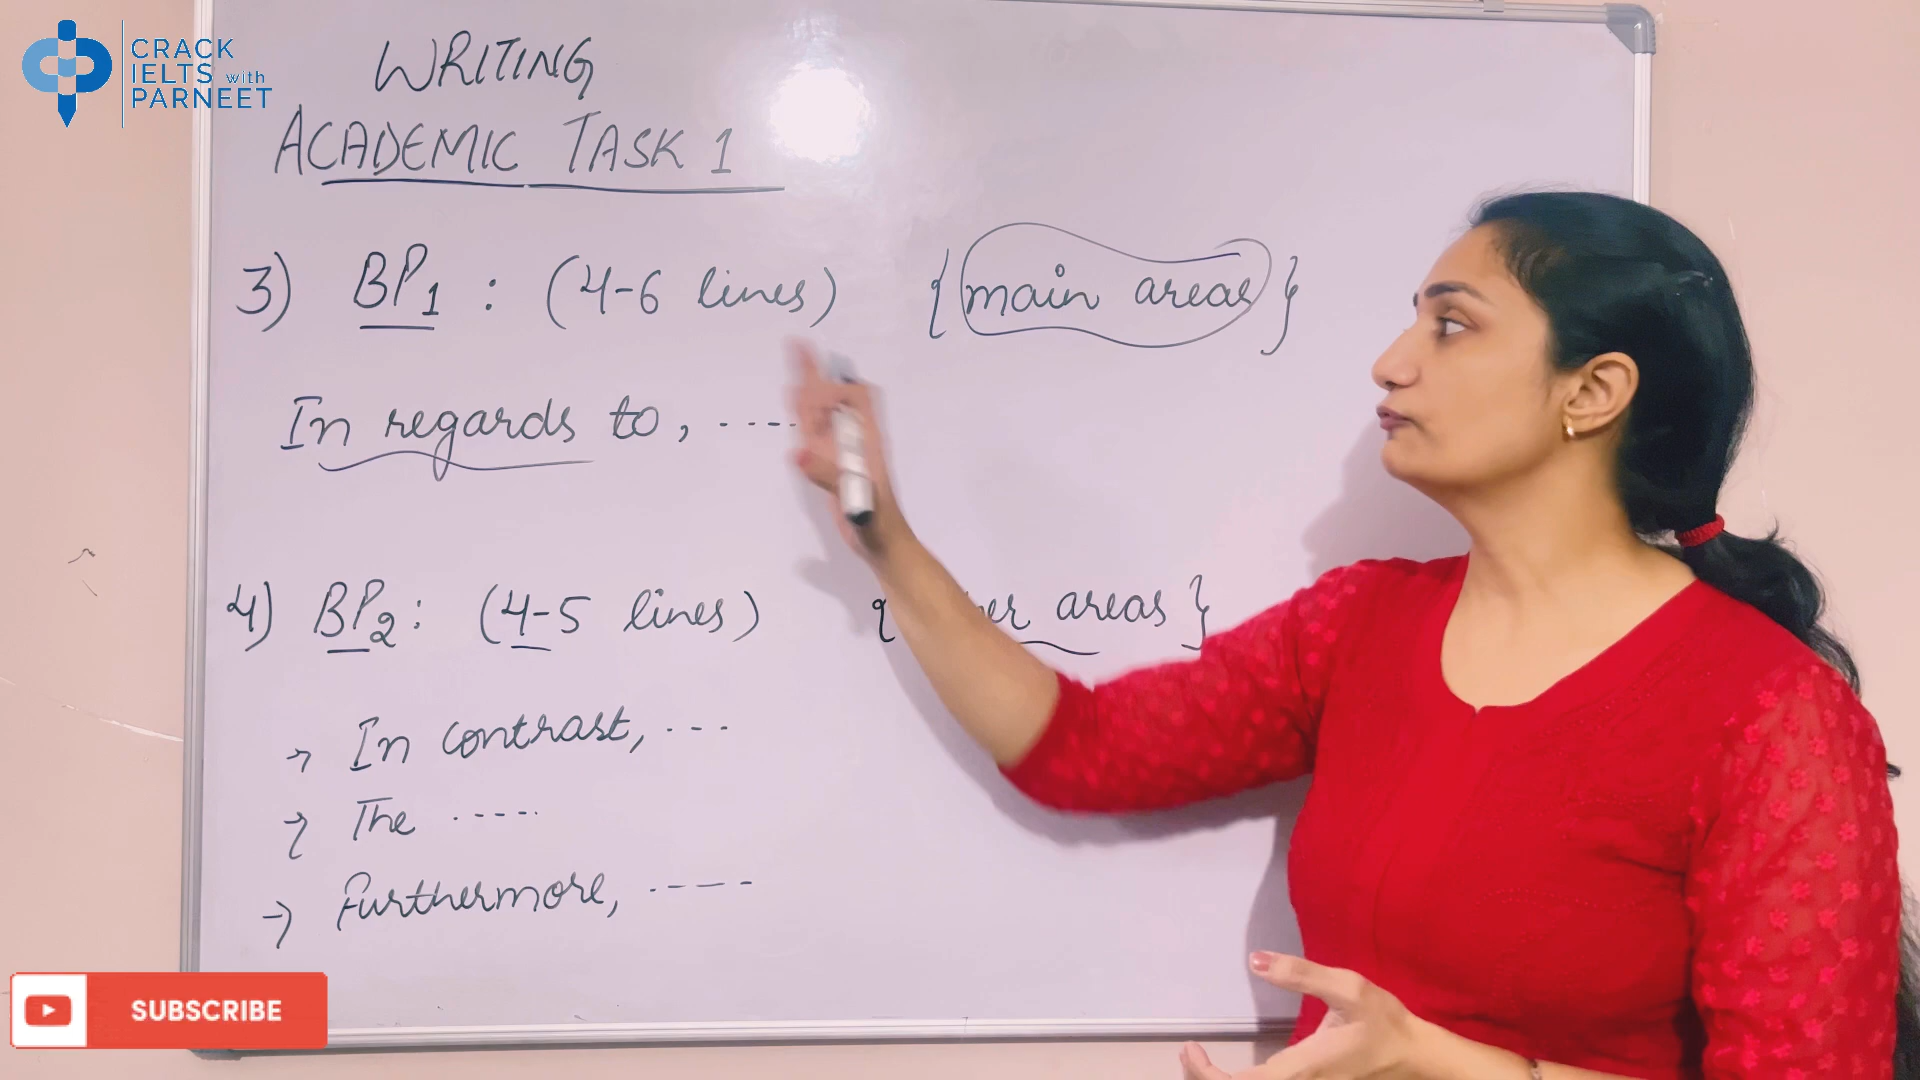 CRACK
IELTS with
PARNEET
WRITING
ACADEMIC TASK 1
3) BP1 : (4-6 lines) {main areas}
In regards to, ....
4) BP2: (4-5 lines) { areas}
→ In contrast, ---
→ The .....
→ Furthermore, -----
SUBSCRIBE